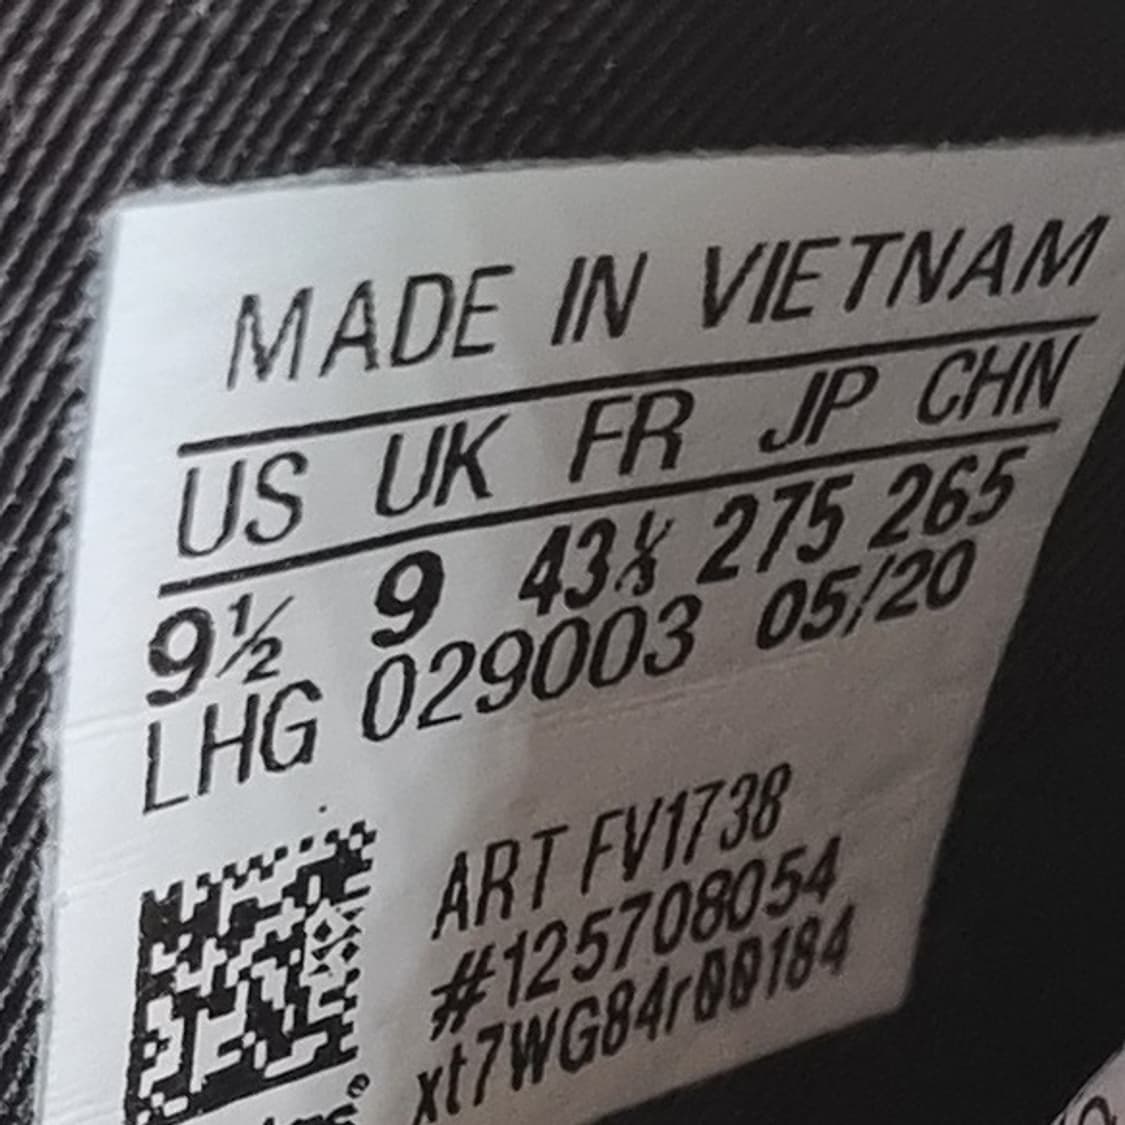 MADE IN VIETNAM
US UK FR JP CHN
9½ 9 43⅓ 275 265
LHG 029003 05/20
ART FV1738
#125708054
xt7WG84r00184